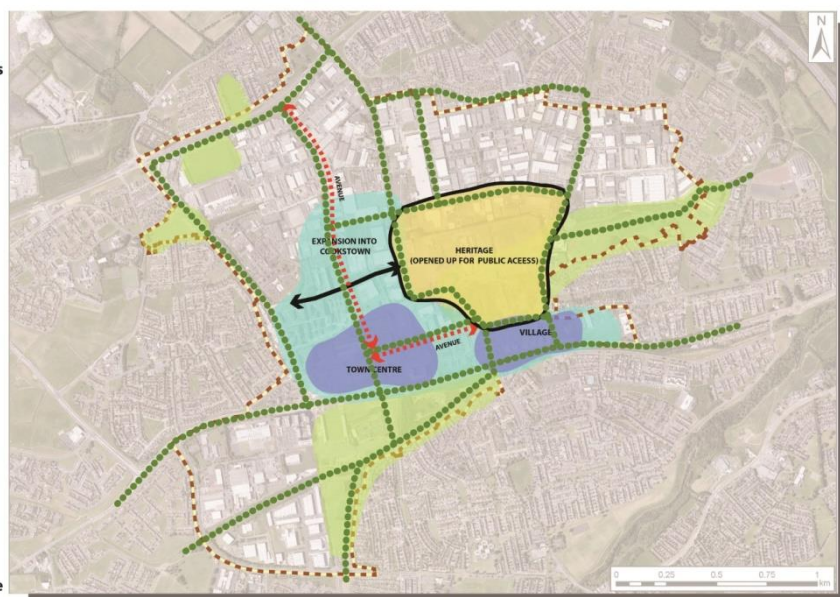 s
N
AVENUE
EXPANSION INTO
COOKSTOWN
HERITAGE
(OPENED UP FOR PUBLIC ACEESS)
VILLAGE
AVENUE
TOWN CENTRE
0 0.25 0.5 0.75 1
km
e